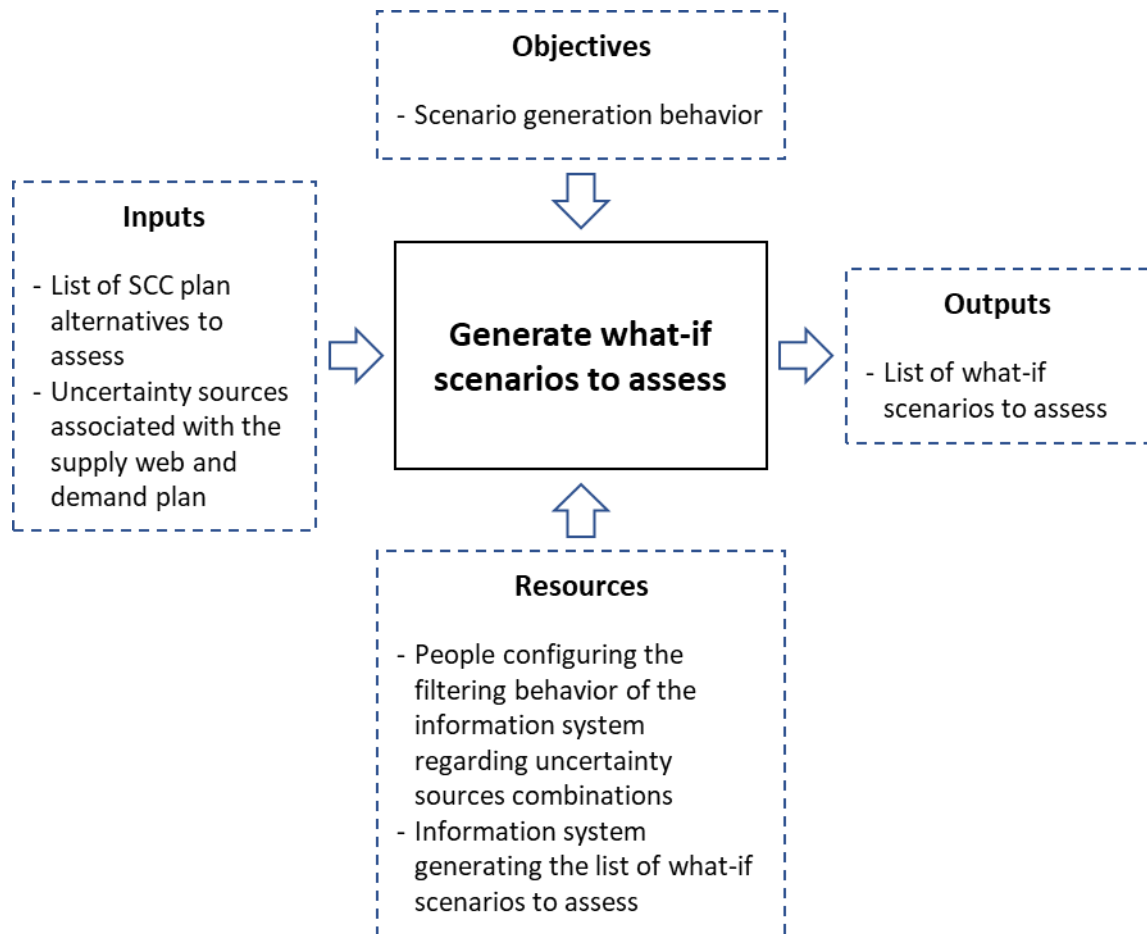 Objectives
- Scenario generation behavior
Inputs
- List of SCC plan
alternatives to
assess
- Uncertainty sources
associated with the
supply web and
demand plan
Generate what-if
scenarios to assess
Outputs
- List of what-if
scenarios to assess
Resources
- People configuring the
filtering behavior of the
information system
regarding uncertainty
sources combinations
- Information system
generating the list of what-if
scenarios to assess